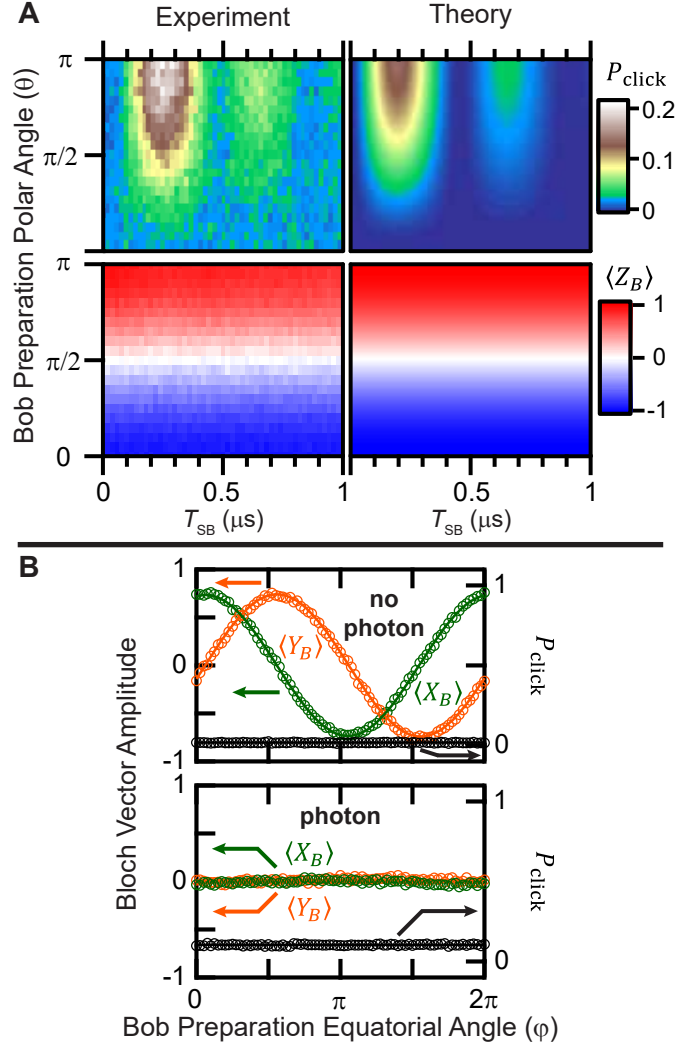 A
Experiment
Theory
Bob Preparation Polar Angle (θ)
π
π/2
P_click
0.2
0.1
0
π
π/2
0
⟨Z_B⟩
1
0
-1
0
0.5
1
0.5
1
T_SB (μs)
T_SB (μs)
B
Bloch Vector Amplitude
1
0
-1
no
photon
⟨Y_B⟩
⟨X_B⟩
1
0
P_click
1
0
-1
photon
⟨X_B⟩
⟨Y_B⟩
1
0
P_click
0
π
2π
Bob Preparation Equatorial Angle (φ)